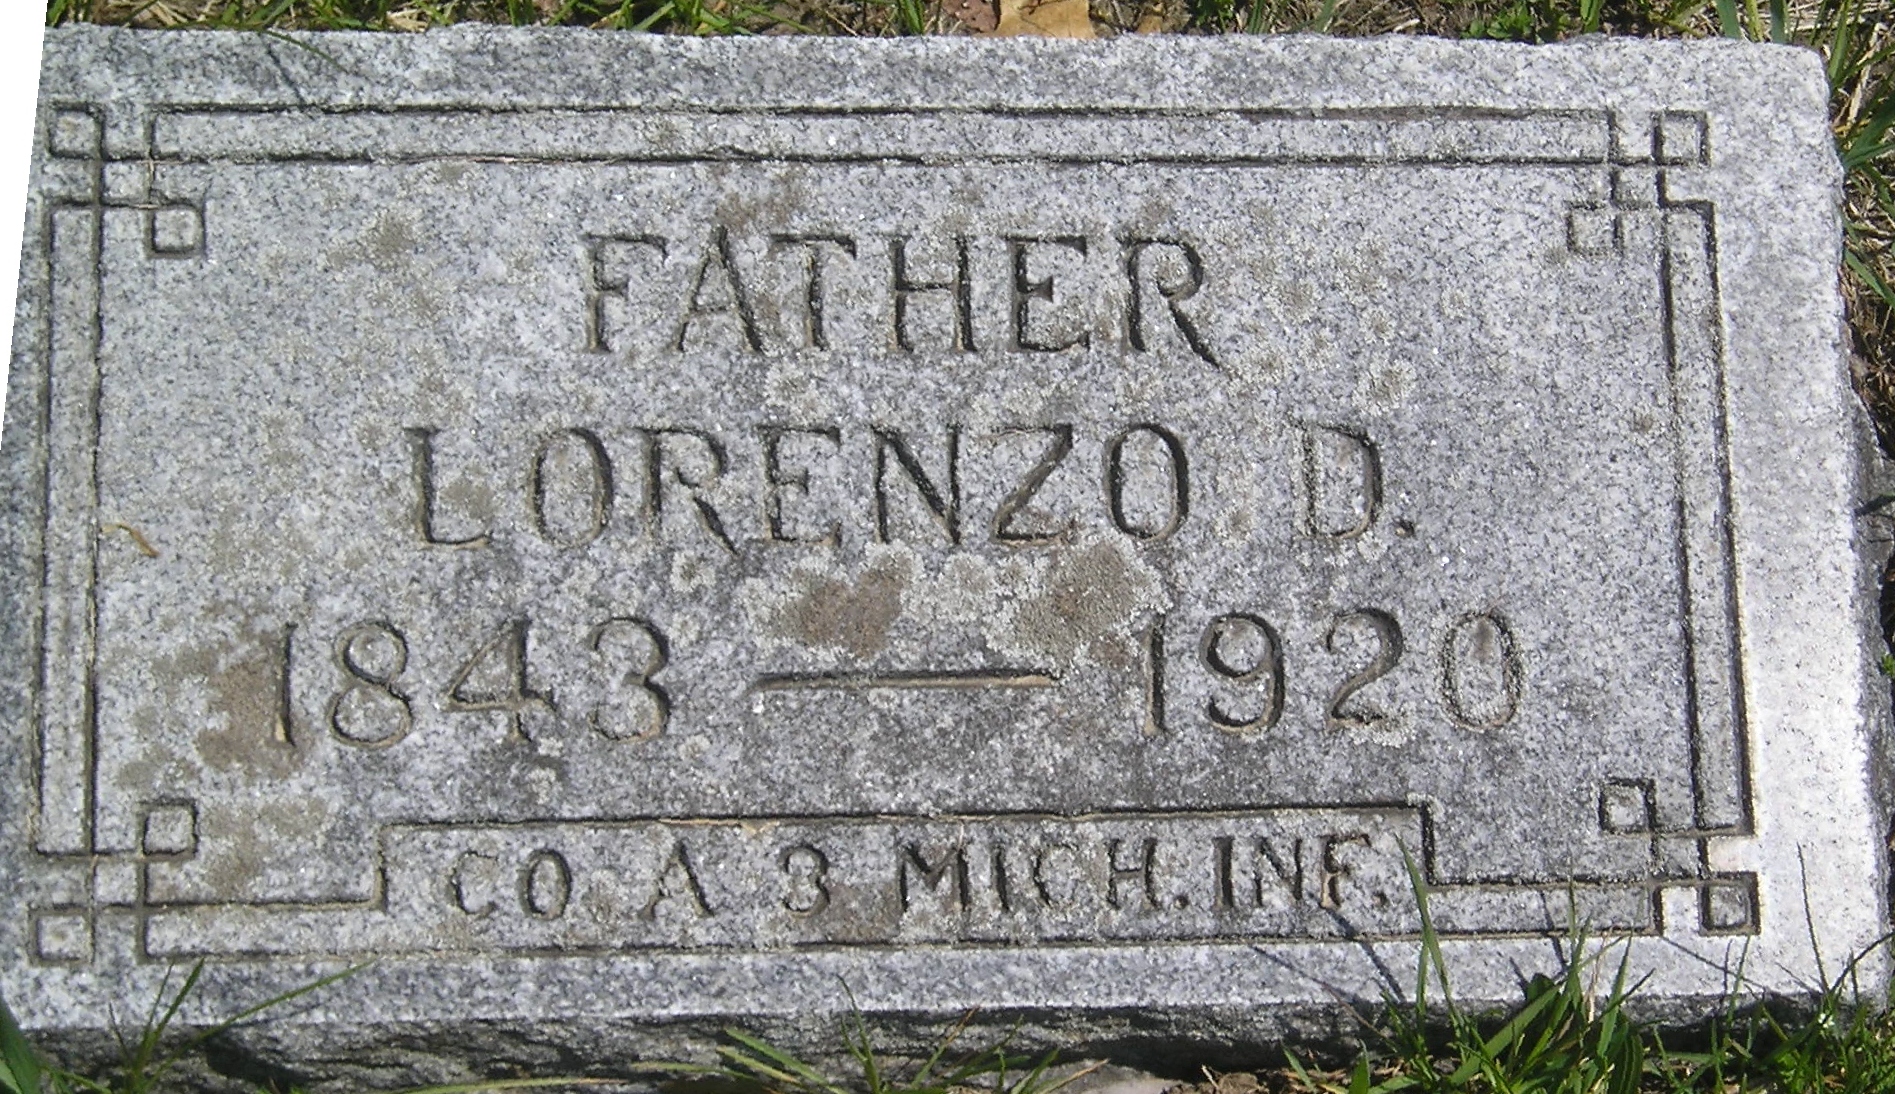 FATHER
LORENZO D.
1843 — 1920
CO. A 3 MICH. INF.